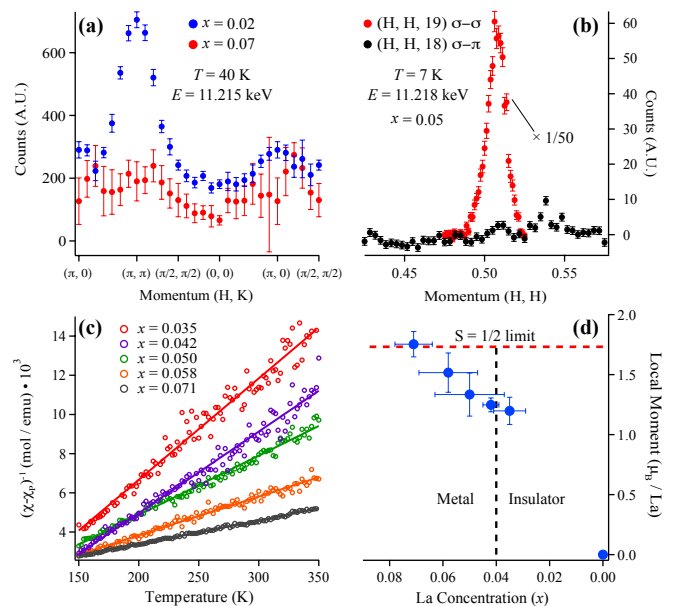 (a)
x = 0.02
x = 0.07
T = 40 K
E = 11.215 keV
600
400
200
0
Counts (A.U.)
(π, 0)
(π, π)
(π/2, π/2)
(0, 0)
(π, 0)
(π/2, π/2)
Momentum (H, K)
(H, H, 19) σ–σ
(H, H, 18) σ–π
(b)
T = 7 K
E = 11.218 keV
x = 0.05
× 1/50
60
50
40
30
20
10
0
Counts (A.U.)
0.45
0.50
0.55
Momentum (H, H)
(c)
x = 0.035
x = 0.042
x = 0.050
x = 0.058
x = 0.071
14
12
10
8
6
4
(χ-χₚ)⁻¹ (mol / emu) • 10³
150
200
250
300
350
Temperature (K)
S = 1/2 limit
(d)
Metal
Insulator
2.0
1.5
1.0
0.5
0.0
Local Moment (μ_B / La)
0.08
0.06
0.04
0.02
0.00
La Concentration (x)